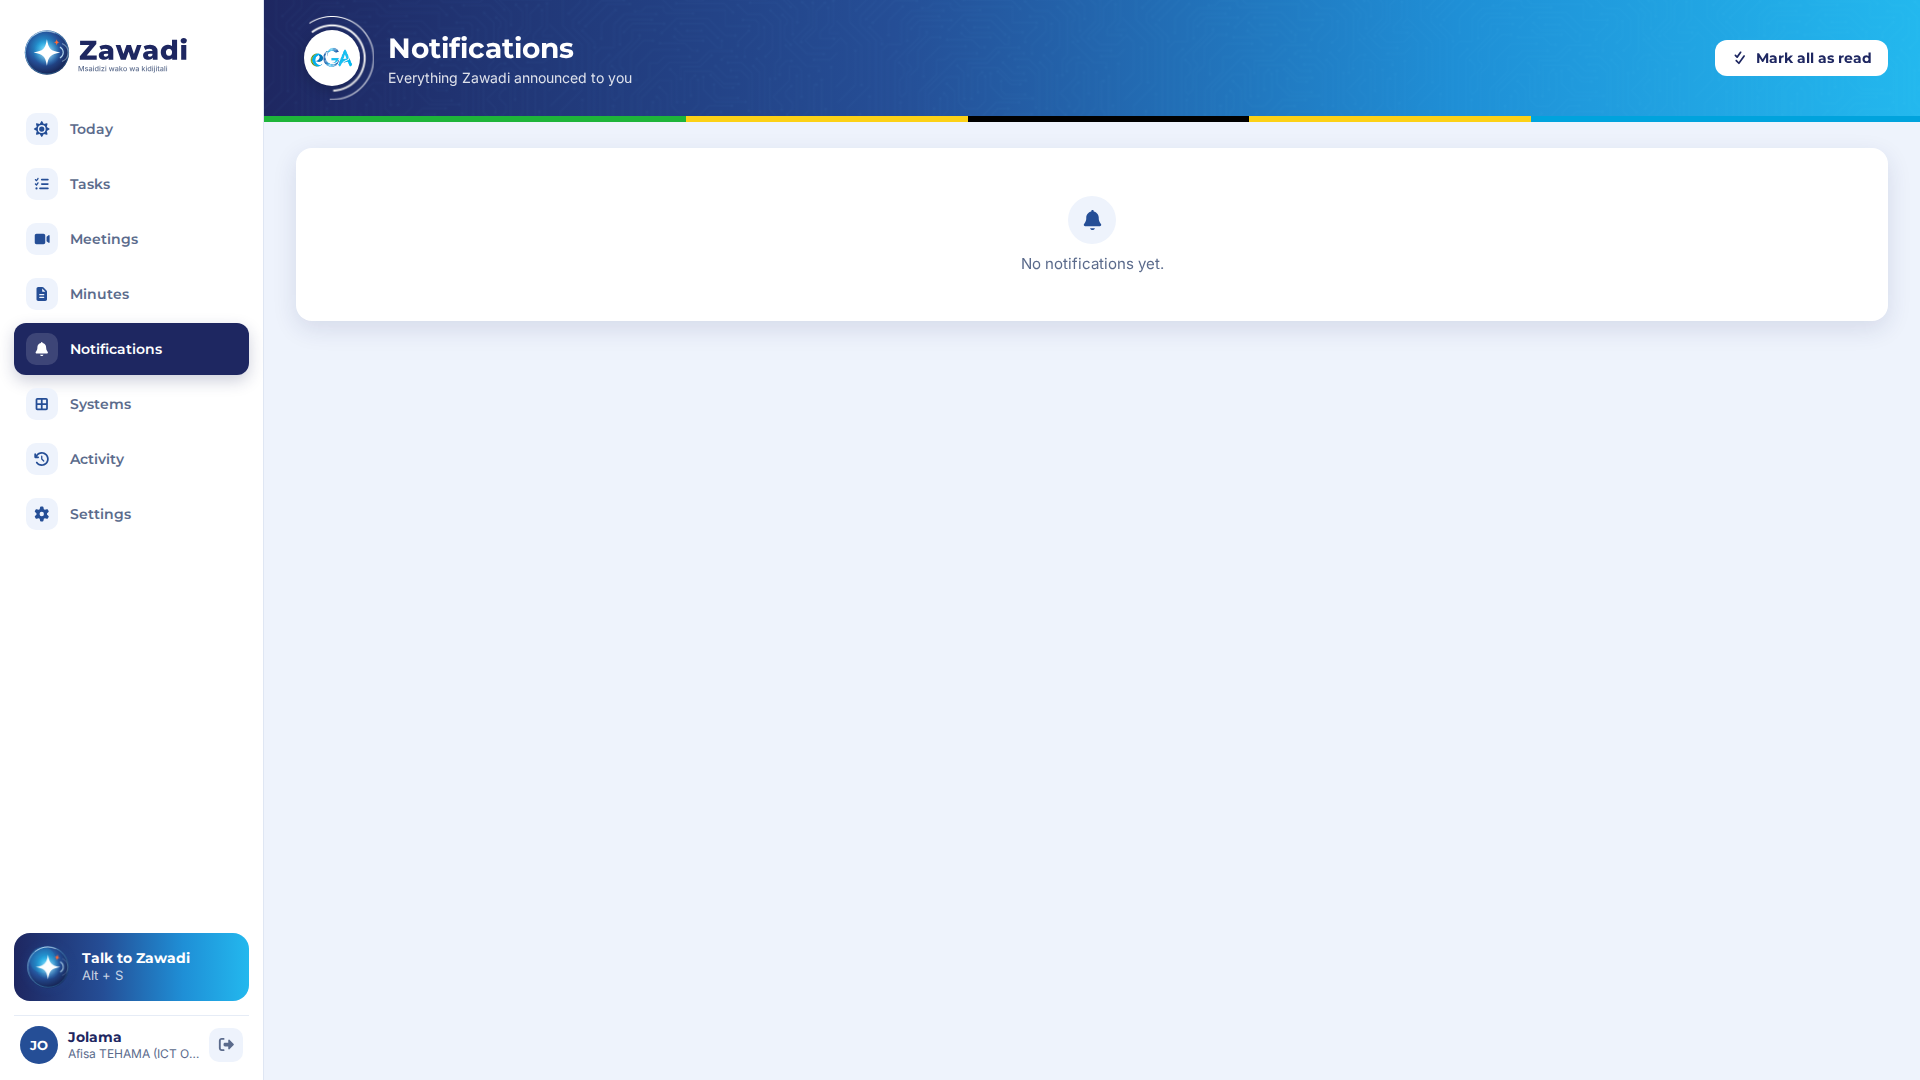 Zawadi
Msaidizi wako wa kidijitali
Today
Tasks
Meetings
Minutes
Notifications
Systems
Activity
Settings
Talk to Zawadi
Alt + S
JO
Jolama
Afisa TEHAMA (ICT O...
eGA
Notifications
Everything Zawadi announced to you
Mark all as read
No notifications yet.